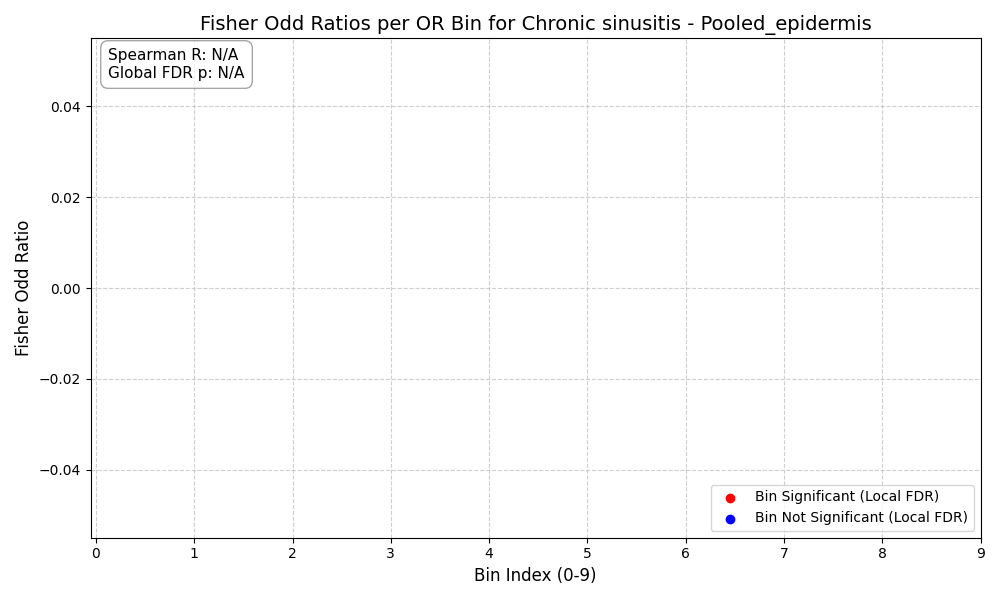 Fisher Odd Ratios per OR Bin for Chronic sinusitis - Pooled_epidermis
Spearman R: N/A
Global FDR p: N/A
Fisher Odd Ratio
0.04
0.02
0.00
−0.02
−0.04
Bin Significant (Local FDR)
Bin Not Significant (Local FDR)
0 1 2 3 4 5 6 7 8 9
Bin Index (0-9)